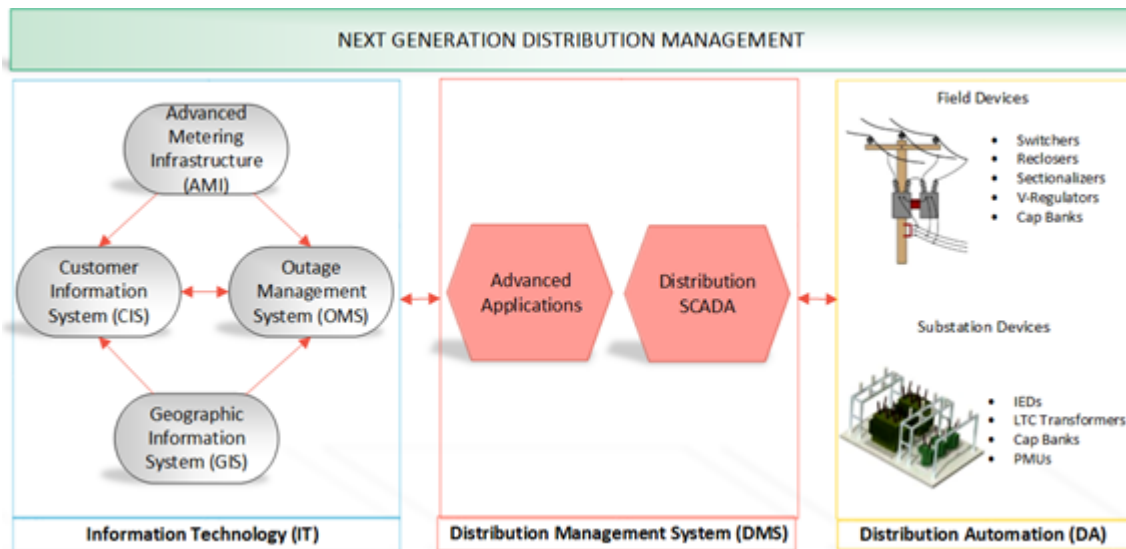 NEXT GENERATION DISTRIBUTION MANAGEMENT
Advanced
Metering
Infrastructure
(AMI)
Customer
Information
System (CIS)
Outage
Management
System (OMS)
Geographic
Information
System (GIS)
Information Technology (IT)
Advanced
Applications
Distribution
SCADA
Distribution Management System (DMS)
Field Devices
• Switchers
• Reclosers
• Sectionalizers
• V-Regulators
• Cap Banks
Substation Devices
• IEDs
• LTC Transformers
• Cap Banks
• PMUs
Distribution Automation (DA)